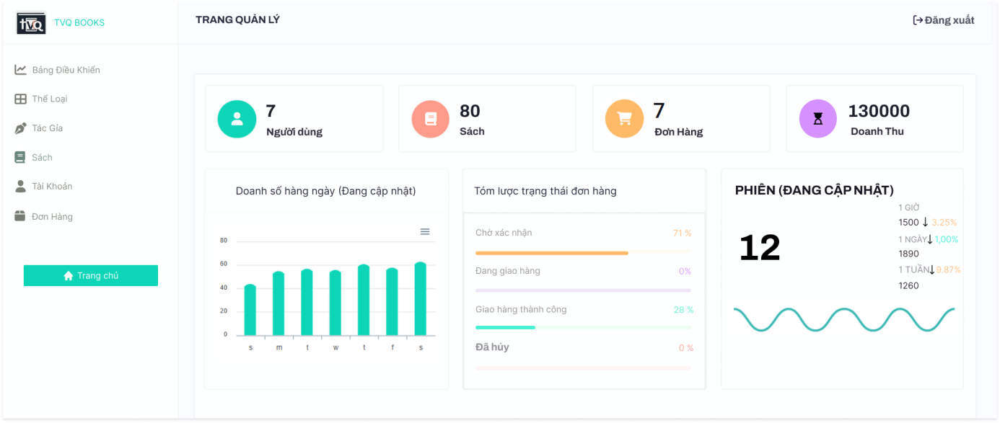 tVQ
TVQ BOOKS
TRANG QUẢN LÝ
Đăng xuất
Bảng Điều Khiển
Thể Loại
Tác Gỉa
Sách
Tài Khoản
Đơn Hàng
Trang chủ
7
Người dùng
80
Sách
7
Đơn Hàng
130000
Doanh Thu
Doanh số hàng ngày (Đang cập nhật)
80
60
40
20
0
s m t w t f s
Tóm lược trạng thái đơn hàng
Chờ xác nhận 71 %
Đang giao hàng 0%
Giao hàng thành công 28 %
Đã hủy 0 %
PHIÊN (ĐANG CẬP NHẬT)
12
1 GIỜ
1500 ↓ 3.25%
1 NGÀY↓ 1,00%
1890
1 TUẦN↓ 9.87%
1260